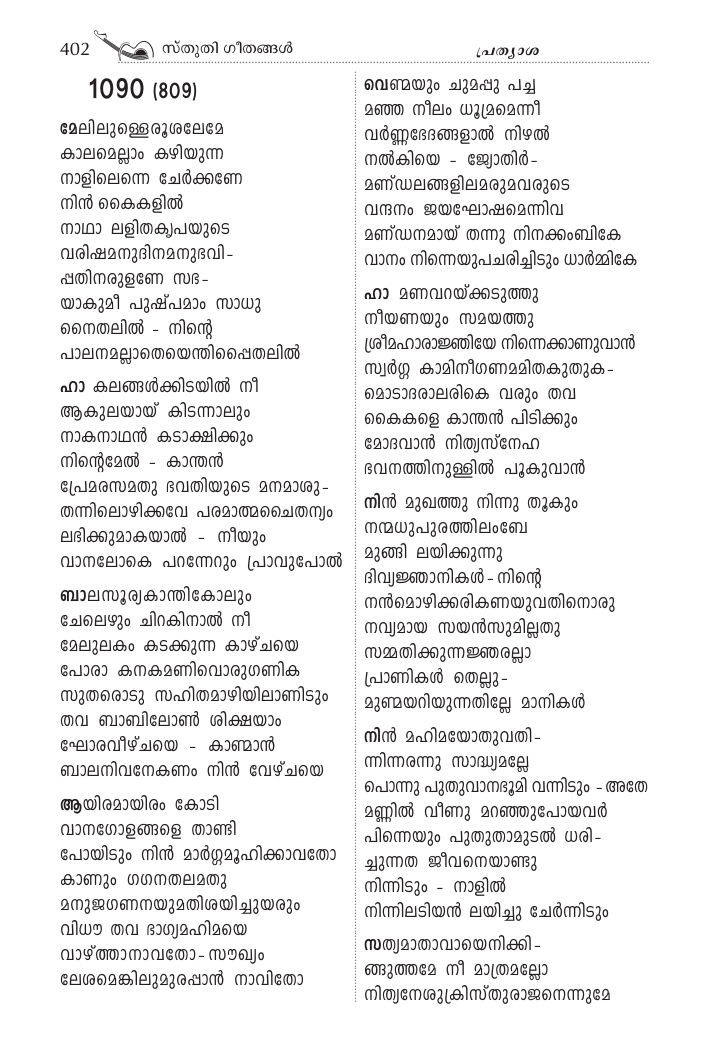 402 സ്തുതി ഗീതങ്ങൾ
പ്രത്യാശ
1090 (809)
മേലിലുള്ളെരൂശലേമേ
കാലമെല്ലാം കഴിയുന്ന
നാളിലെന്നെ ചേർക്കണേ
നിൻ കൈകളിൽ
നാഥാ ലളിതകൃപയുടെ
വരിഷമനുദിനമനുഭവി-
പ്പതിനരുളണേ സഭ-
യാകുമീ പുഷ്പമാം സാധു
നൈതലിൽ - നിന്റെ
പാലനമല്ലാതെയെന്തിപ്പൈതലിൽ
ഹാ കലങ്ങൾക്കിടയിൽ നീ
ആകുലയായ് കിടന്നാലും
നാകനാഥൻ കടാക്ഷിക്കും
നിന്റെമേൽ - കാന്തൻ
പ്രേമരസമതു ഭവതിയുടെ മനമാശു-
തന്നിലൊഴിക്കവേ പരമാത്മചൈതന്യം
ലഭിക്കുമാകയാൽ - നീയും
വാനലോകെ പറന്നേറും പ്രാവുപോൽ
ബാലസൂര്യകാന്തികോലും
ചേലെഴും ചിറകിനാൽ നീ
മേലുലകം കടക്കുന്ന കാഴ്ചയെ
പോരാ കനകമണിവൊരുഗണിക
സുതരൊടു സഹിതമാഴിയിലാണിടും
തവ ബാബിലോൺ ശിക്ഷയാം
ഘോരവീഴ്ചയെ - കാണ്മാൻ
ബാലനിവനേകണം നിൻ വേഴ്ചയെ
ആയിരമായിരം കോടി
വാനഗോളങ്ങളെ താണ്ടി
പോയിടും നിൻ മാർഗ്ഗമൂഹിക്കാവതോ
കാണും ഗഗനതലമതു
മനുജഗണനയുമതിശയിച്ചുയരും
വിധൗ തവ ഭാഗ്യമഹിമയെ
വാഴ്ത്താനാവതോ-സൗഖ്യം
ലേശമെങ്കിലുമുരപ്പാൻ നാവിതോ
വെണ്മയും ചുമപ്പു പച്ച
മഞ്ഞ നീലം ധൂമ്രമെന്നീ
വർണ്ണഭേദങ്ങളാൽ നിഴൽ
നൽകിയെ - ജ്യോതിർ-
മണ്ഡലങ്ങളിലമരുമവരുടെ
വന്ദനം ജയഘോഷമെന്നിവ
മണ്ഡനമായ് തന്നു നിനക്കംബികേ
വാനം നിന്നെയുപചരിച്ചിടും ധാർമ്മികേ
ഹാ മണവറയ്ക്കടുത്തു
നീയണയും സമയത്തു
ശ്രീമഹാരാജ്ഞിയേ നിന്നെക്കാണുവാൻ
സ്വർഗ്ഗ കാമിനീഗണമമിതകുതുക-
മൊടാദരാലരികെ വരും തവ
കൈകളെ കാന്തൻ പിടിക്കും
മോദവാൻ നിത്യസ്നേഹ
ഭവനത്തിനുള്ളിൽ പൂകുവാൻ
നിൻ മുഖത്തു നിന്നു തൂകും
നന്മധുപുരത്തിലംബേ
മുങ്ങി ലയിക്കുന്നു
ദിവ്യജ്ഞാനികൾ-നിന്റെ
നൻമൊഴിക്കരികണയുവതിനൊരു
നവ്യമായ സയൻസുമില്ലതു
സമ്മതിക്കുന്നജ്ഞരല്ലാ
പ്രാണികൾ തെല്ലു-
മുണ്മയറിയുന്നതില്ലേ മാനികൾ
നിൻ മഹിമയോതുവതി-
ന്നിന്നരന്നു സാദ്ധ്യമല്ലേ
പൊന്നു പുതുവാനഭൂമി വന്നിടും -അതേ
മണ്ണിൽ വീണു മറഞ്ഞുപോയവർ
പിന്നെയും പുതുതാമുടൽ ധരി-
ച്ചുന്നത ജീവനെയാണ്ടു
നിന്നിടും - നാളിൽ
നിന്നിലടിയൻ ലയിച്ചു ചേർന്നിടും
സത്യമാതാവായെനിക്കി-
ങ്ങുത്തമേ നീ മാത്രമല്ലോ
നിത്യനേശുക്രിസ്തുരാജനെന്നുമേ